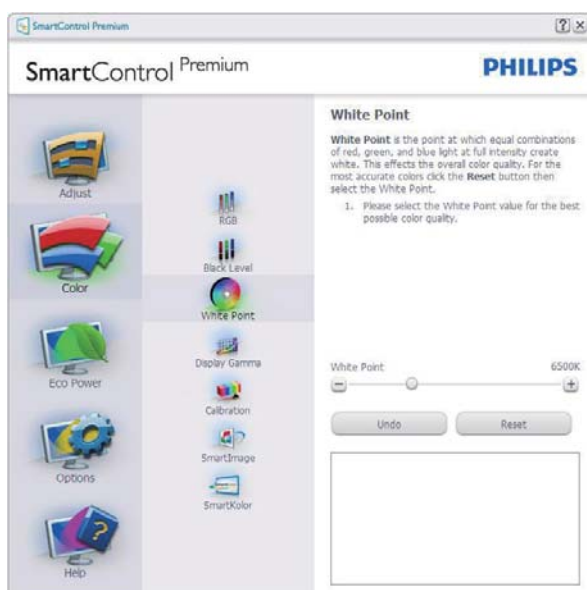 SmartControl Premium
SmartControl Premium
PHILIPS
Adjust
Color
Eco Power
Options
Help
RGB
Black Level
White Point
Display Gamma
Calibration
SmartImage
SmartKolor
White Point
White Point is the point at which equal combinations
of red, green, and blue light at full intensity create
white. This effects the overall color quality. For the
most accurate colors click the Reset button then
select the White Point.
1. Please select the White Point value for the best
possible color quality.
White Point 6500K
Undo Reset